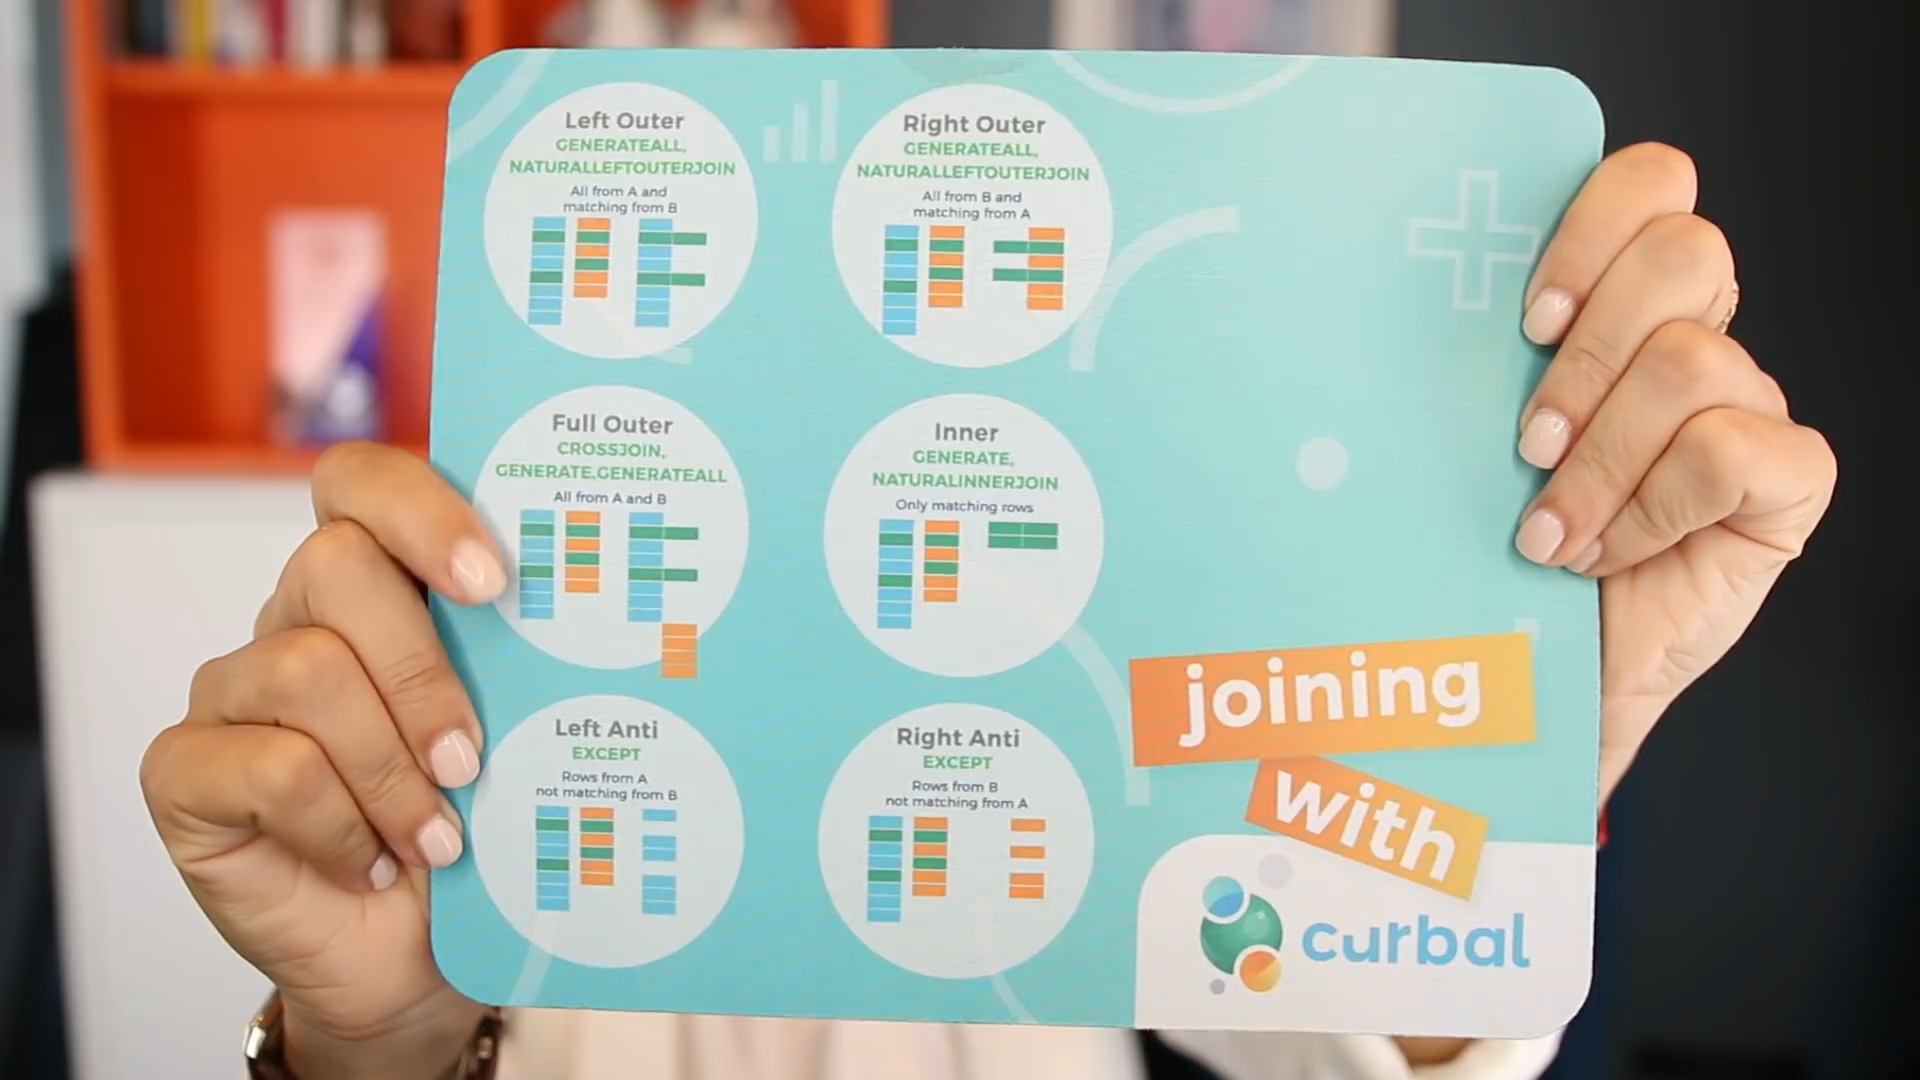 Left Outer
GENERATEALL,
NATURALLEFTOUTERJOIN
All from A and
matching from B
Right Outer
GENERATEALL,
NATURALLEFTOUTERJOIN
All from B and
matching from A
Full Outer
CROSSJOIN,
GENERATE,GENERATEALL
All from A and B
Inner
GENERATE,
NATURALINNERJOIN
Only matching rows
Left Anti
EXCEPT
Rows from A
not matching from B
Right Anti
EXCEPT
Rows from B
not matching from A
joining
with
curbal